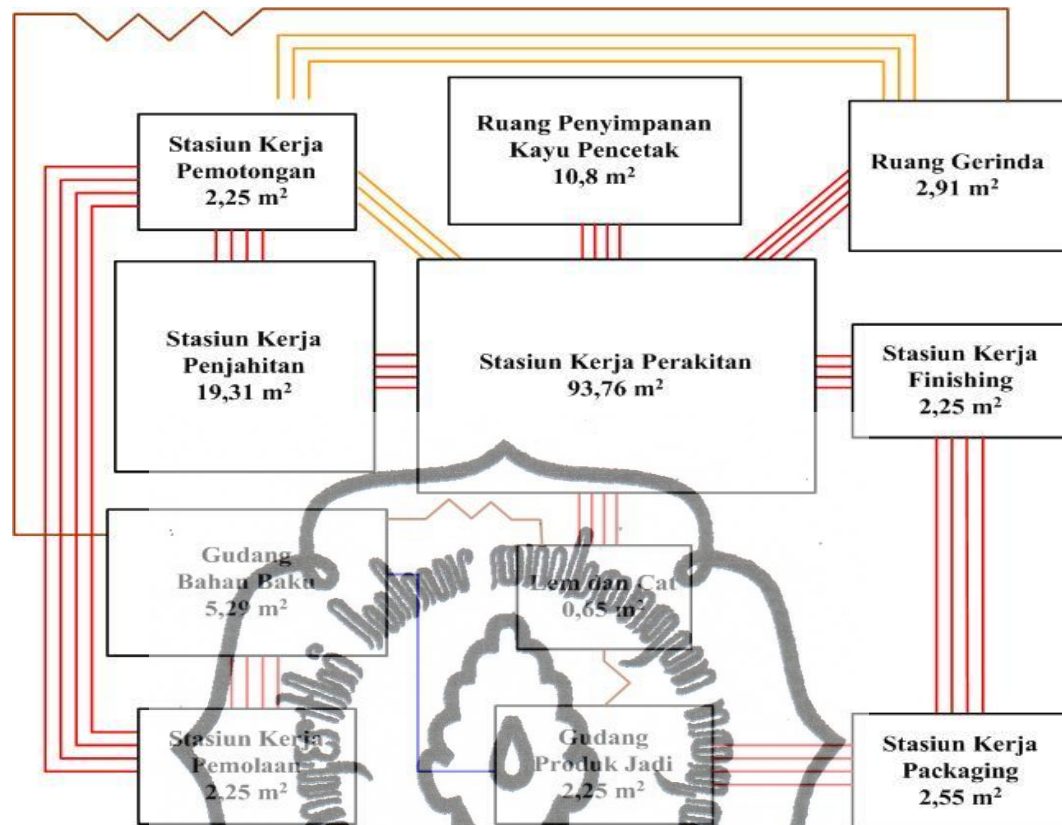 Stasiun Kerja
Pemotongan
2,25 m²
Ruang Penyimpanan
Kayu Pencetak
10,8 m²
Ruang Gerinda
2,91 m²
Stasiun Kerja
Penjahitan
19,31 m²
Stasiun Kerja Perakitan
93,76 m²
Stasiun Kerja
Finishing
2,25 m²
Gudang
Bahan Baku
5,29 m²
Lem dan Cat
0,65 m²
Stasiun Kerja
Pemolaan
2,25 m²
Gudang
Produk Jadi
2,25 m²
Stasiun Kerja
Packaging
2,55 m²